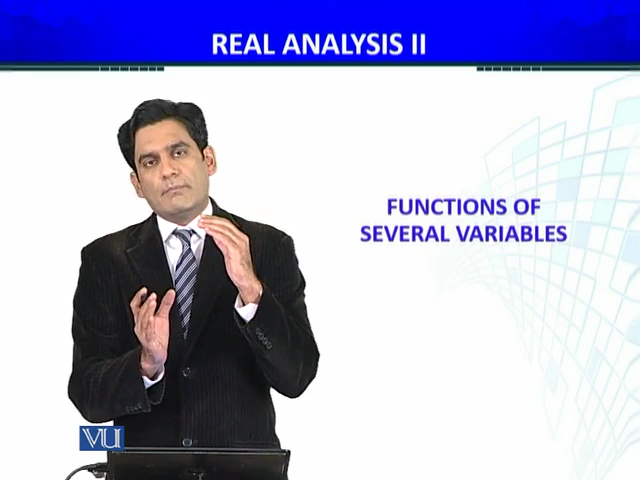 REAL ANALYSIS II
FUNCTIONS OF
SEVERAL VARIABLES
VU